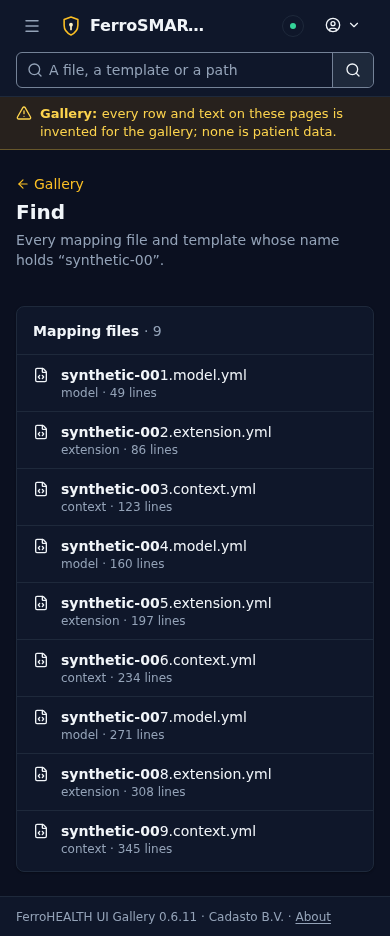 FerroSMAR…
A file, a template or a path
Gallery: every row and text on these pages is
invented for the gallery; none is patient data.
← Gallery
Find
Every mapping file and template whose name
holds “synthetic-00”.
Mapping files · 9
synthetic-001.model.yml
model · 49 lines
synthetic-002.extension.yml
extension · 86 lines
synthetic-003.context.yml
context · 123 lines
synthetic-004.model.yml
model · 160 lines
synthetic-005.extension.yml
extension · 197 lines
synthetic-006.context.yml
context · 234 lines
synthetic-007.model.yml
model · 271 lines
synthetic-008.extension.yml
extension · 308 lines
synthetic-009.context.yml
context · 345 lines
FerroHEALTH UI Gallery 0.6.11 · Cadasto B.V. · About